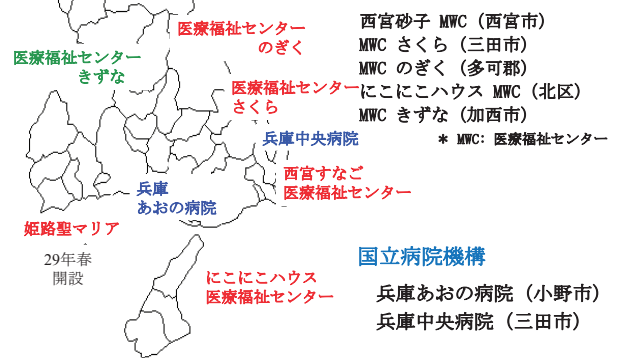 医療福祉センター
のぎく
医療福祉センター
きずな
医療福祉センター
さくら
兵庫中央病院
西宮すなご
医療福祉センター
兵庫
あおの病院
姫路聖マリア
29年春
開設
にこにこハウス
医療福祉センター
西宮砂子 MWC（西宮市）
MWC さくら（三田市）
MWC のぎく（多可郡）
にこにこハウス MWC（北区）
MWC きずな（加西市）
＊ MWC: 医療福祉センター
国立病院機構
兵庫あおの病院（小野市）
兵庫中央病院（三田市）